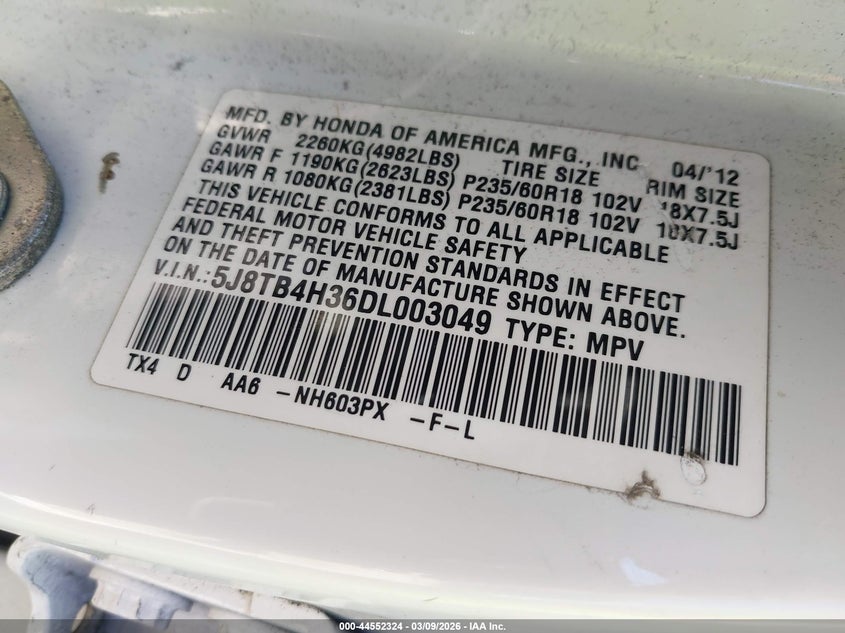 MFD. BY HONDA OF AMERICA MFG., INC 04/'12
GVWR 2260KG(4982LBS) TIRE SIZE RIM SIZE
GAWR F 1190KG(2623LBS) P235/60R18 102V 18X7.5J
GAWR R 1080KG(2381LBS) P235/60R18 102V 18X7.5J
THIS VEHICLE CONFORMS TO ALL APPLICABLE
FEDERAL MOTOR VEHICLE SAFETY
AND THEFT PREVENTION STANDARDS IN EFFECT
ON THE DATE OF MANUFACTURE SHOWN ABOVE.
V.I.N.:5J8TB4H36DL003049 TYPE: MPV
TX4 D AA6 -NH603PX -F-L
000-44552324 - 03/09/2026 - IAA Inc.